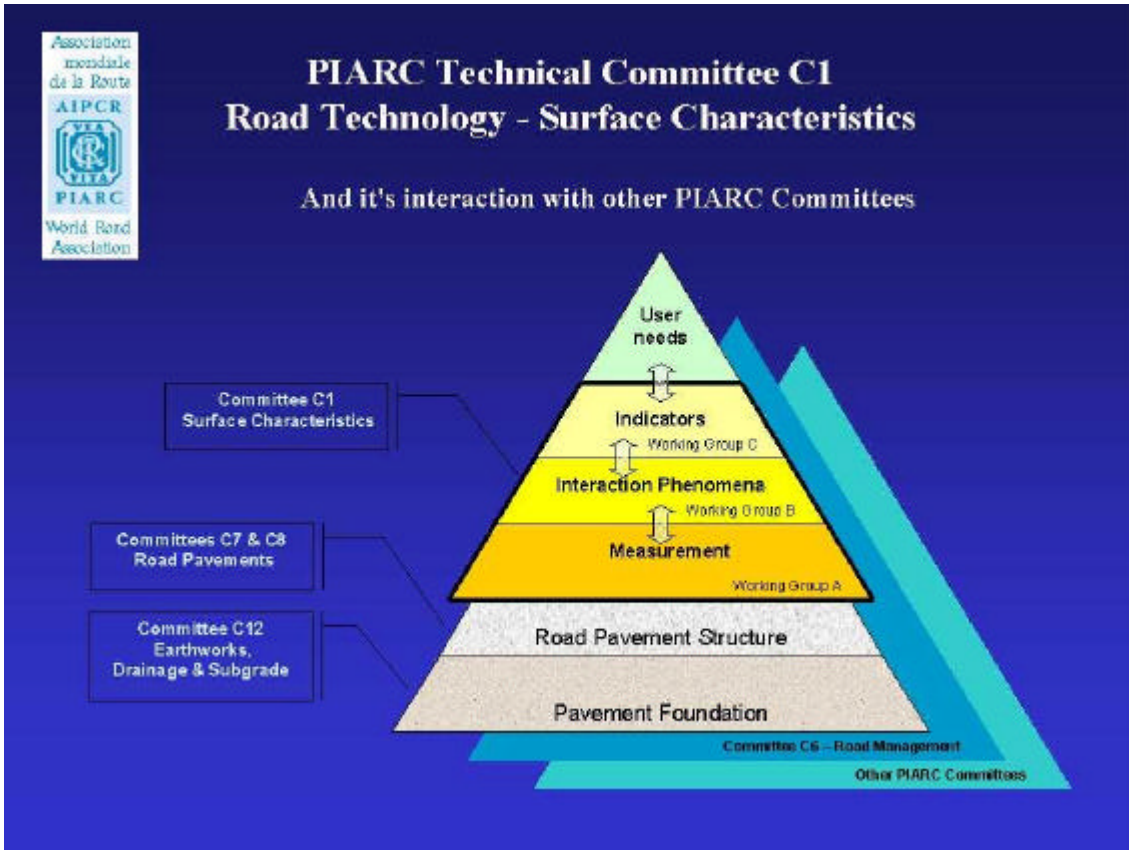 Association
mondiale
de la Route
AIPCR
VIA
VITA
PIARC
World Road
Association
PIARC Technical Committee C1
Road Technology - Surface Characteristics
And it's interaction with other PIARC Committees
User
needs
Committee C1
Surface Characteristics
Indicators
Working Group C
Interaction Phenomena
Working Group B
Committees C7 & C8
Road Pavements
Measurement
Working Group A
Committee C12
Earthworks,
Drainage & Subgrade
Road Pavement Structure
Pavement Foundation
Committee C6 – Road Management
Other PIARC Committees